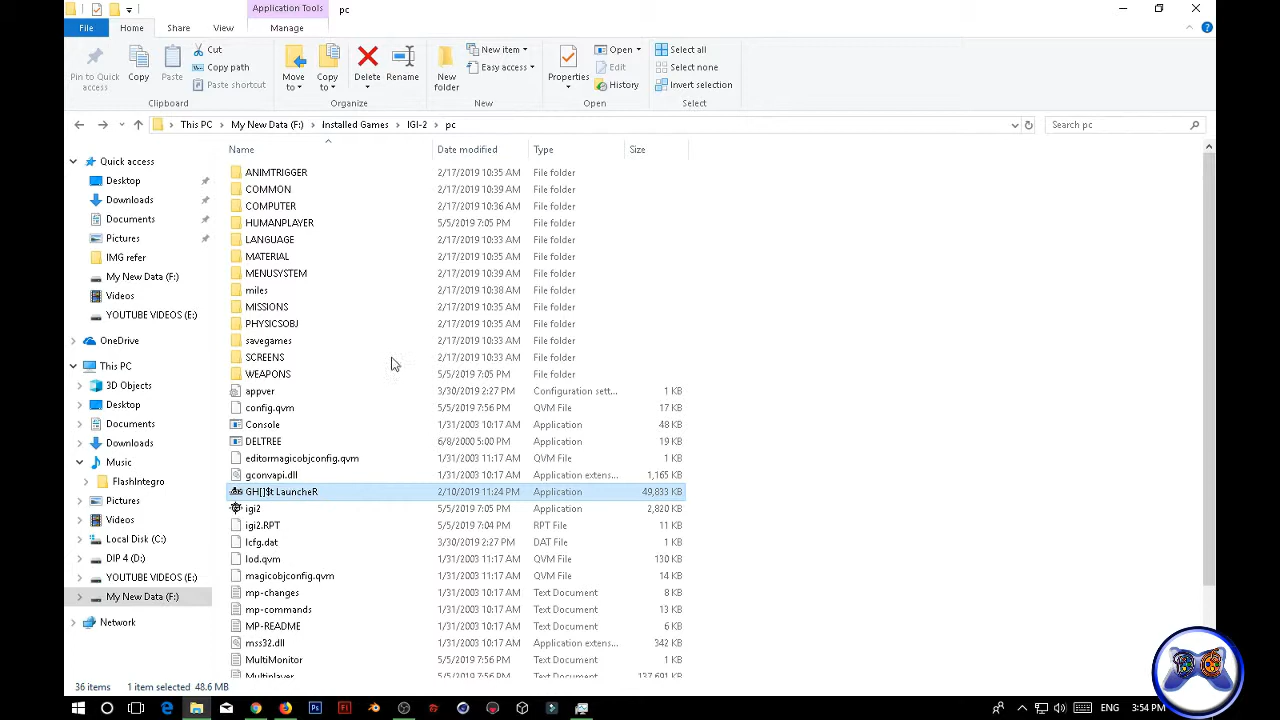 Application Tools
pc
File
Home
Share
View
Manage
Pin to Quick access
Copy
Paste
Cut
Copy path
Paste shortcut
Clipboard
Move to
Copy to
Delete
Rename
Organize
New folder
New item
Easy access
New
Properties
Open
Edit
History
Open
Select all
Select none
Invert selection
Select
This PC
My New Data (F:)
Installed Games
IGI-2
pc
Search pc
Quick access
Desktop
Downloads
Documents
Pictures
IMG refer
My New Data (F:)
Videos
YOUTUBE VIDEOS (E:)
OneDrive
This PC
3D Objects
Desktop
Documents
Downloads
Music
FlashIntegro
Pictures
Videos
Local Disk (C:)
DIP 4 (D:)
YOUTUBE VIDEOS (E:)
My New Data (F:)
Network
Name Date modified Type Size
ANIMTRIGGER 2/17/2019 10:35 AM File folder
COMMON 2/17/2019 10:39 AM File folder
COMPUTER 2/17/2019 10:36 AM File folder
HUMANPLAYER 5/5/2019 7:05 PM File folder
LANGUAGE 2/17/2019 10:33 AM File folder
MATERIAL 2/17/2019 10:35 AM File folder
MENUSYSTEM 2/17/2019 10:39 AM File folder
miles 2/17/2019 10:38 AM File folder
MISSIONS 2/17/2019 10:35 AM File folder
PHYSICSOBJ 2/17/2019 10:35 AM File folder
savegames 2/17/2019 10:33 AM File folder
SCREENS 2/17/2019 10:33 AM File folder
WEAPONS 5/5/2019 7:05 PM File folder
appver 3/30/2019 2:27 PM Configuration sett... 1 KB
config.qvm 5/5/2019 7:56 PM QVM File 17 KB
Console 1/31/2003 10:17 AM Application 48 KB
DELTREE 6/8/2000 5:00 PM Application 19 KB
editormagicobjconfig.qvm 1/31/2003 11:17 AM QVM File 14 KB
gconvapi.dll 1/31/2003 10:17 AM Application extens... 1,165 KB
GH[]$t LauncheR 2/10/2019 11:24 PM Application 49,833 KB
igi2 5/5/2019 7:05 PM Application 2,820 KB
igi2.RPT 5/5/2019 7:04 PM RPT File 11 KB
lcfg.dat 3/30/2019 2:27 PM DAT File 1 KB
lod.qvm 1/31/2003 11:17 AM QVM File 130 KB
magicobjconfig.qvm 1/31/2003 11:17 AM QVM File 14 KB
mp-changes 1/31/2003 11:17 AM Text Document 8 KB
mp-commands 1/31/2003 10:17 AM Text Document 13 KB
MP-README 1/31/2003 10:17 AM Text Document 6 KB
mss32.dll 1/31/2003 10:17 AM Application extens... 342 KB
MultiMonitor 5/5/2019 7:56 PM Text Document 1 KB
Multiplayer 5/5/2019 7:56 PM Text Document 137,691 KB
36 items 1 item selected 48.6 MB
ENG 3:54 PM